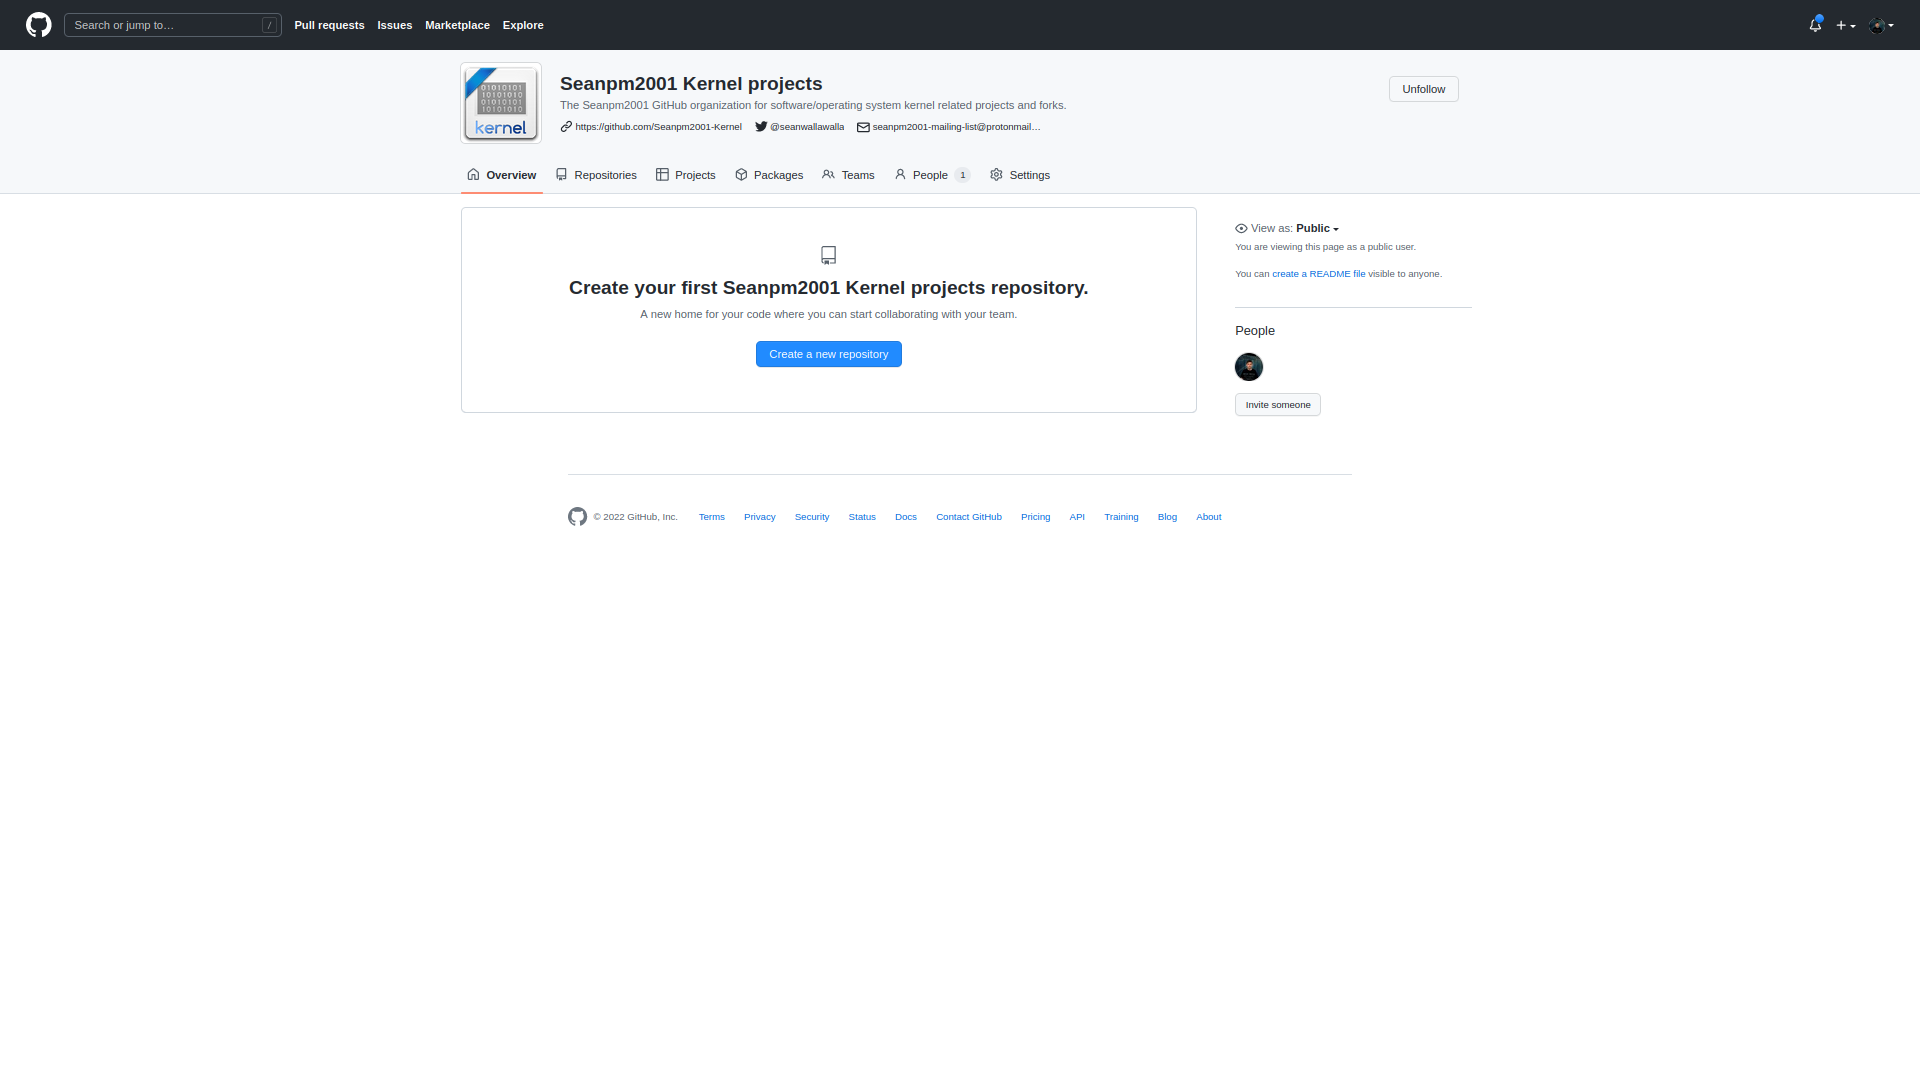 Search or jump to… /
Pull requests Issues Marketplace Explore
01010101
10101010
01010101
10101010
kernel
Seanpm2001 Kernel projects
The Seanpm2001 GitHub organization for software/operating system kernel related projects and forks.
https://github.com/Seanpm2001-Kernel @seanwallawalla seanpm2001-mailing-list@protonmail…
Unfollow
Overview Repositories Projects Packages Teams People 1 Settings
Create your first Seanpm2001 Kernel projects repository.
A new home for your code where you can start collaborating with your team.
Create a new repository
View as: Public
You are viewing this page as a public user.
You can create a README file visible to anyone.
People
Invite someone
© 2022 GitHub, Inc. Terms Privacy Security Status Docs Contact GitHub Pricing API Training Blog About